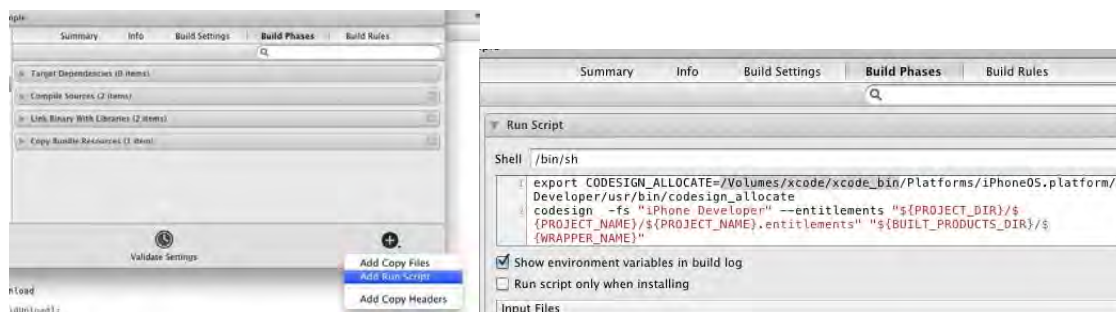 Summary Info Build Settings Build Phases Build Rules
Target Dependencies (0 items)
Compile Sources (2 items)
Link Binary With Libraries (2 items)
Copy Bundle Resources (1 item)
Validate Settings
Add Copy Files
Add Run Script
Add Copy Headers
Summary Info Build Settings Build Phases Build Rules
Run Script
Shell /bin/sh
1 export CODESIGN_ALLOCATE=/Volumes/xcode/xcode_bin/Platforms/iPhoneOS.platform/
Developer/usr/bin/codesign_allocate
codesign -fs "iPhone Developer" --entitlements "${PROJECT_DIR}/$
{PROJECT_NAME}/${PROJECT_NAME}.entitlements" "${BUILT_PRODUCTS_DIR}/$
{WRAPPER_NAME}"
Show environment variables in build log
Run script only when installing
Input Files